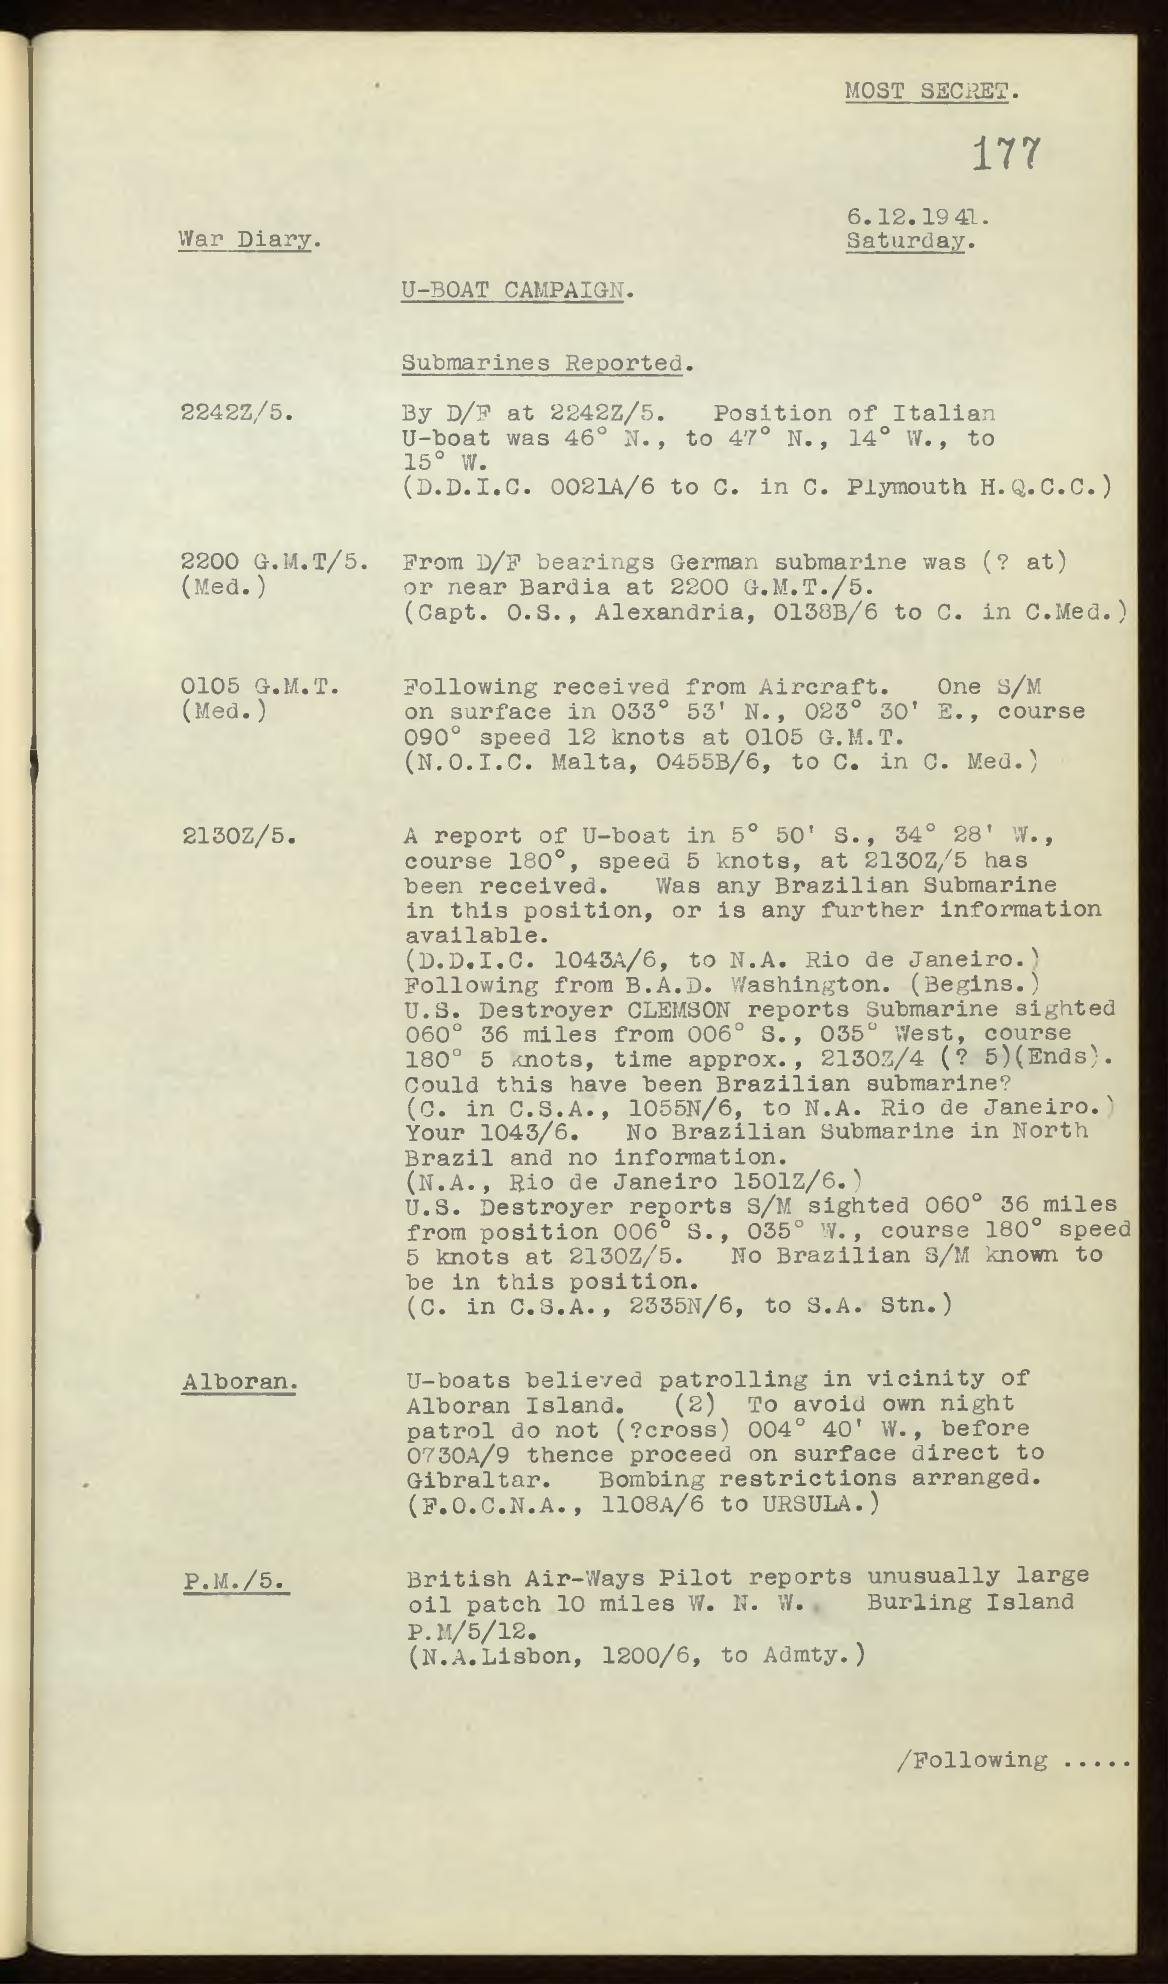 MOST SECRET.
177
6.12.1941.
War Diary.
Saturday.
U-BOAT CAMPAIGN.
Submarines Reported.
2242Z/5. By D/F at 2242Z/5. Position of Italian
U-boat was 46° N., to 47° N., 14° W., to
15° W.
(D.D.I.C. 0021A/6 to C. in C. Plymouth H.Q.C.C.)
2200 G.M.T/5. From D/F bearings German submarine was (? at)
(Med.) or near Bardia at 2200 G.M.T./5.
(Capt. O.S., Alexandria, 0138B/6 to C. in C.Med.)
0105 G.M.T. Following received from Aircraft. One S/M
(Med.) on surface in 033° 53' N., 023° 30' E., course
090° speed 12 knots at 0105 G.M.T.
(N.O.I.C. Malta, 0455B/6, to C. in C. Med.)
2130Z/5. A report of U-boat in 5° 50' S., 34° 28' W.,
course 180°, speed 5 knots, at 2130Z/5 has
been received. Was any Brazilian Submarine
in this position, or is any further information
available.
(D.D.I.C. 1043A/6, to N.A. Rio de Janeiro.)
Following from B.A.D. Washington. (Begins.)
U.S. Destroyer CLEMSON reports Submarine sighted
060° 36 miles from 006° S., 035° West, course
180° 5 knots, time approx., 2130Z/4 (? 5)(Ends).
Could this have been Brazilian submarine?
(C. in C.S.A., 1055N/6, to N.A. Rio de Janeiro.)
Your 1043/6. No Brazilian Submarine in North
Brazil and no information.
(N.A., Rio de Janeiro 1501Z/6.)
U.S. Destroyer reports S/M sighted 060° 36 miles
from position 006° S., 035° W., course 180° speed
5 knots at 2130Z/5. No Brazilian S/M known to
be in this position.
(C. in C.S.A., 2335N/6, to S.A. Stn.)
Alboran. U-boats believed patrolling in vicinity of
Alboran Island. (2) To avoid own night
patrol do not (?cross) 004° 40' W., before
0730A/9 thence proceed on surface direct to
Gibraltar. Bombing restrictions arranged.
(F.O.C.N.A., 1108A/6 to URSULA.)
P.M./5. British Air-Ways Pilot reports unusually large
oil patch 10 miles W. N. W. Burling Island
P.M/5/12.
(N.A.Lisbon, 1200/6, to Admty.)
/Following .....